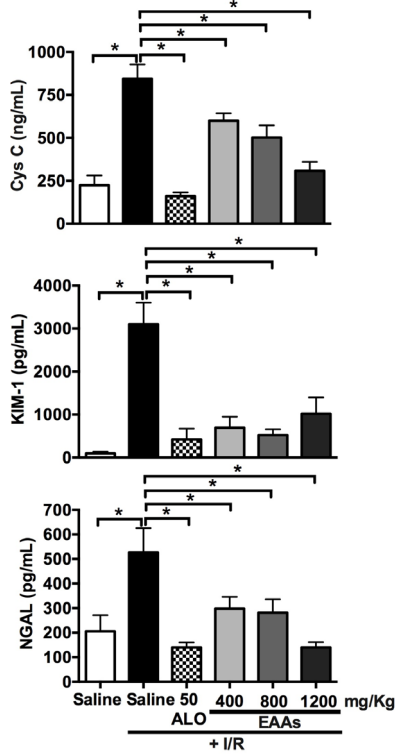 * * * * *
1000
750
500
250
0
Cys C (ng/mL)
* * * * *
4000
3000
2000
1000
0
KIM-1 (pg/mL)
* * * * *
700
600
500
400
300
200
100
0
NGAL (pg/mL)
Saline Saline 50 400 800 1200 mg/Kg
ALO EAAs
+ I/R